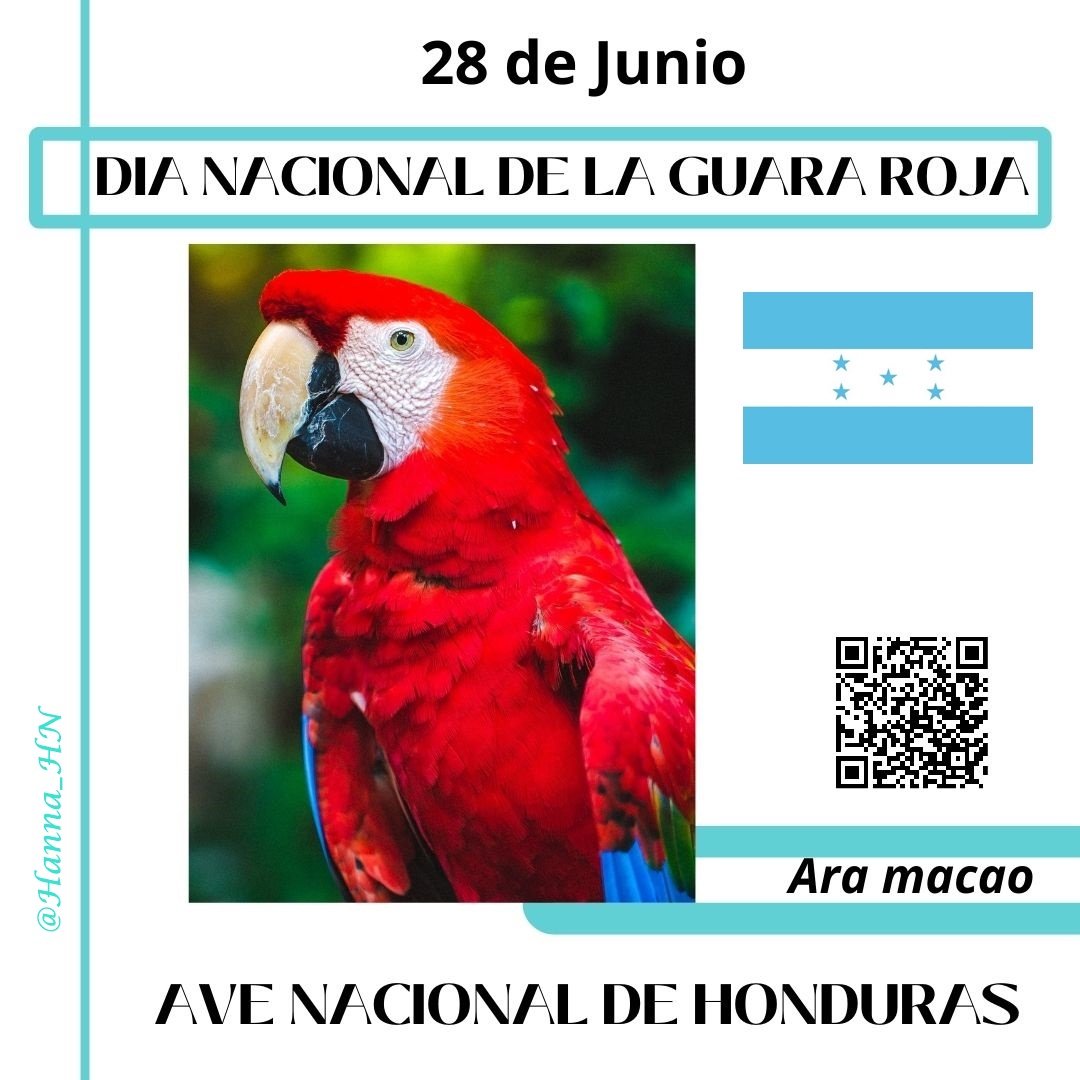 28 de Junio
DIA NACIONAL DE LA GUARA ROJA
Ara macao
@Hanna_HN
AVE NACIONAL DE HONDURAS